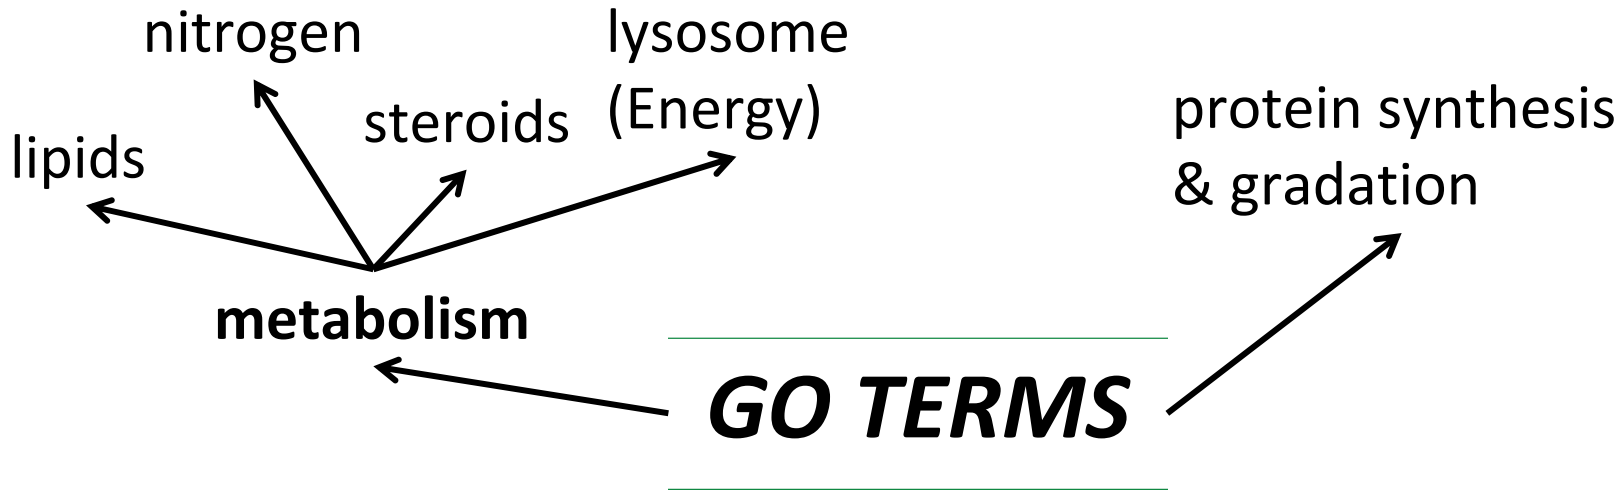 nitrogen
lysosome
(Energy)
steroids
lipids
protein synthesis
& gradation
metabolism
GO TERMS